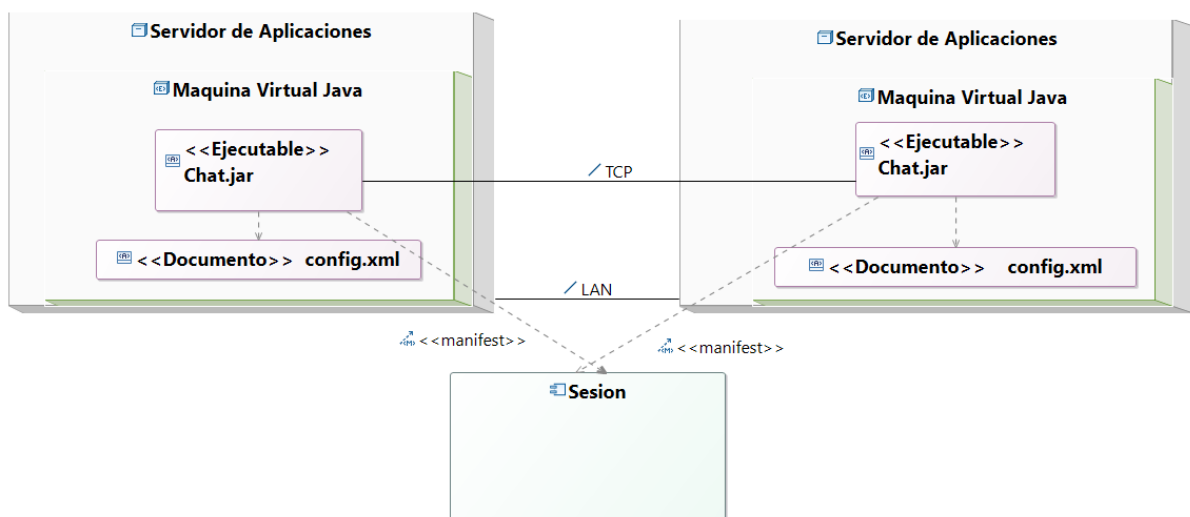 Servidor de Aplicaciones
Maquina Virtual Java
<<Ejecutable>>
Chat.jar
<<Documento>> config.xml
Servidor de Aplicaciones
Maquina Virtual Java
<<Ejecutable>>
Chat.jar
<<Documento>> config.xml
TCP
LAN
<<manifest>>
<<manifest>>
Sesion